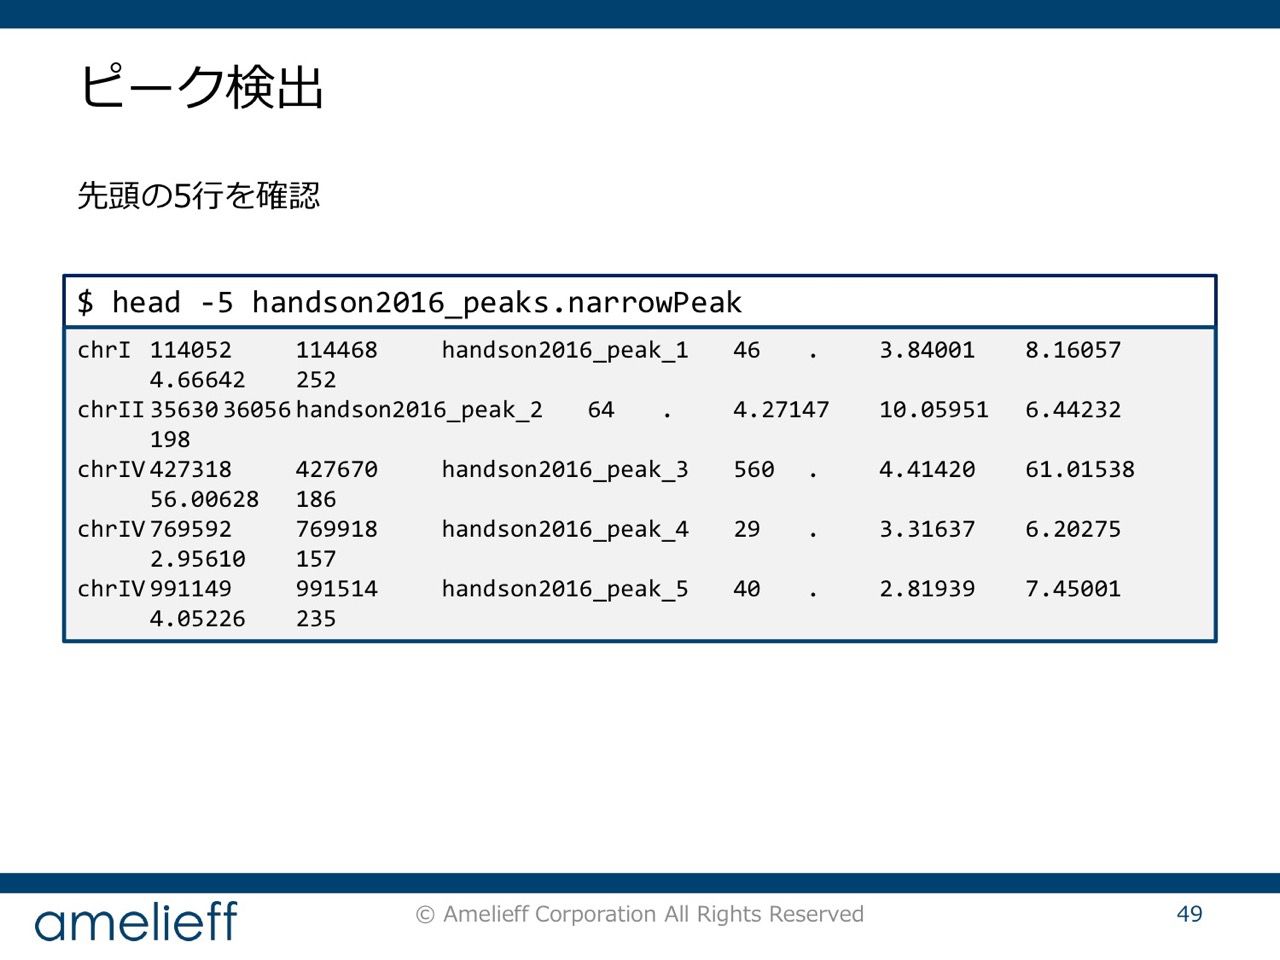 ピーク検出
先頭の5行を確認
$ head -5 handson2016_peaks.narrowPeak
chrI 114052 114468 handson2016_peak_1 46 . 3.84001 8.16057
4.66642 252
chrII 35630 36056 handson2016_peak_2 64 . 4.27147 10.05951 6.44232
198
chrIV 427318 427670 handson2016_peak_3 560 . 4.41420 61.01538
56.00628 186
chrIV 769592 769918 handson2016_peak_4 29 . 3.31637 6.20275
2.95610 157
chrIV 991149 991514 handson2016_peak_5 40 . 2.81939 7.45001
4.05226 235
amelieff
© Amelieff Corporation All Rights Reserved
49